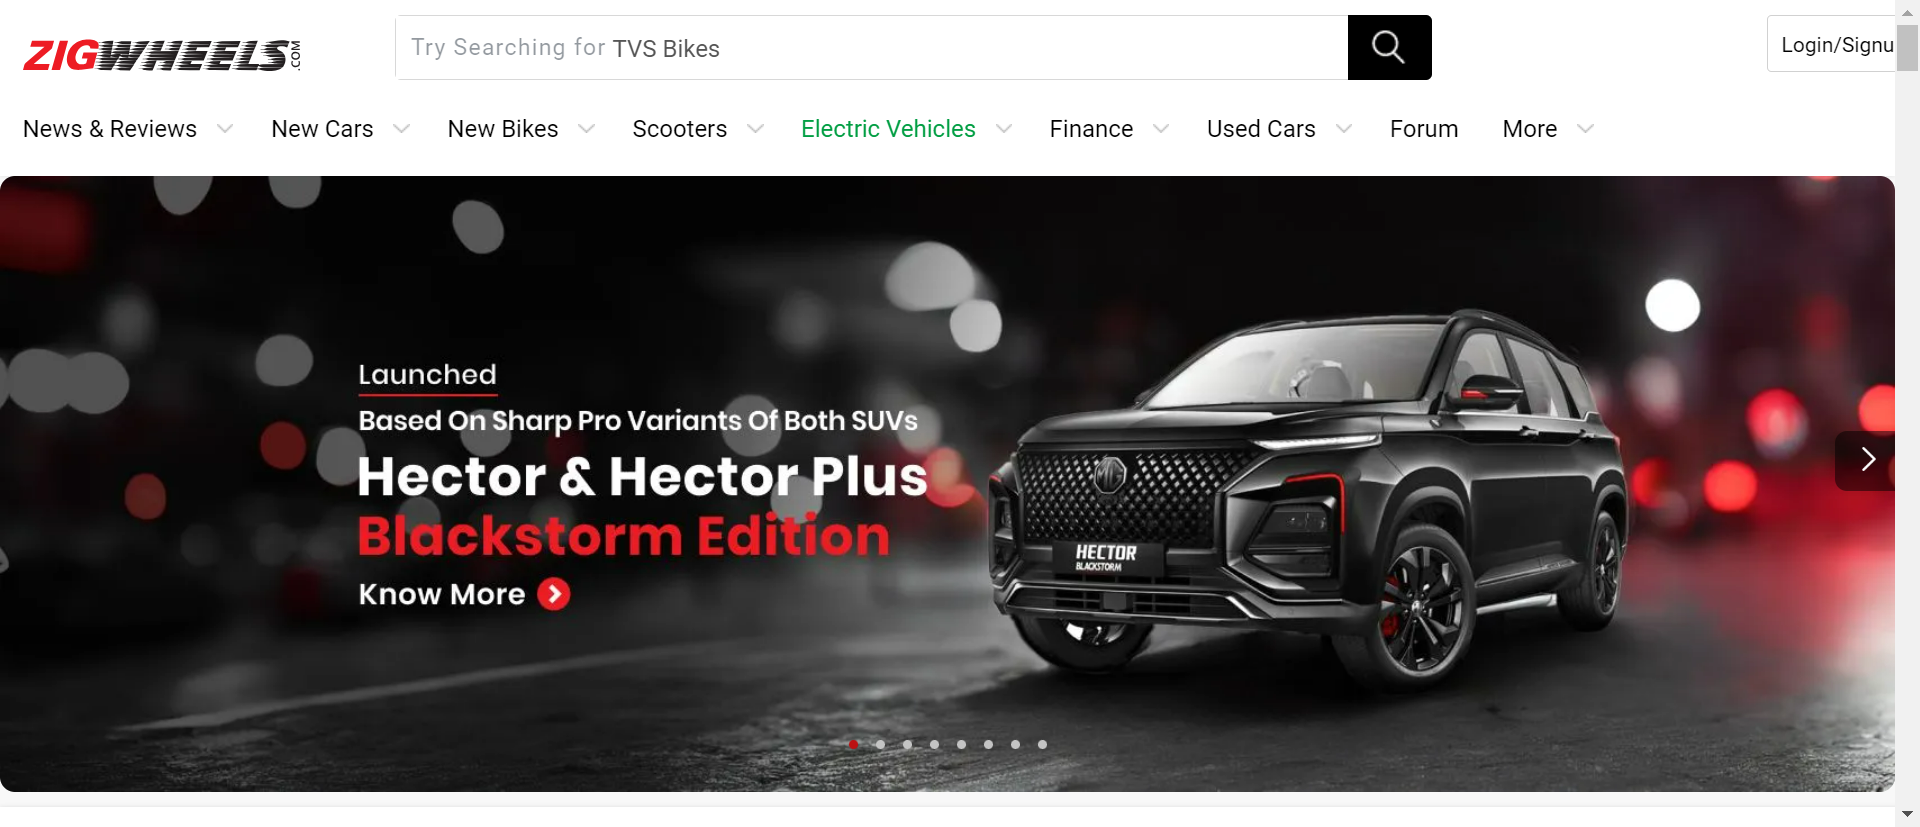 ZIGWHEELS.COM
Try Searching for TVS Bikes
Login/Signu
News & Reviews
New Cars
New Bikes
Scooters
Electric Vehicles
Finance
Used Cars
Forum
More
Launched
Based On Sharp Pro Variants Of Both SUVs
Hector & Hector Plus
Blackstorm Edition
Know More
MG
HECTOR
BLACKSTORM